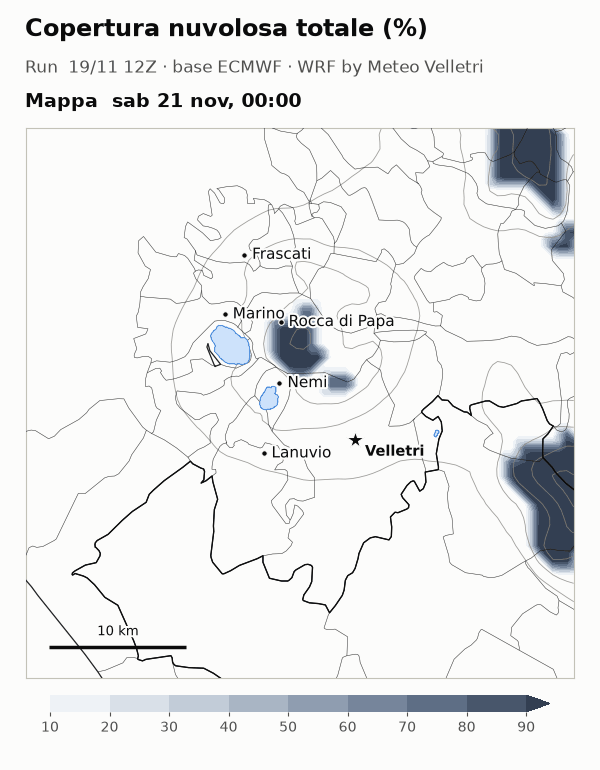 Copertura nuvolosa totale (%)
Run  19/11 12Z · base ECMWF · WRF by Meteo Velletri
Mappa  sab 21 nov, 00:00
Frascati
Marino
Rocca di Papa
Nemi
Velletri
Lanuvio
10 km
10 20 30 40 50 60 70 80 90